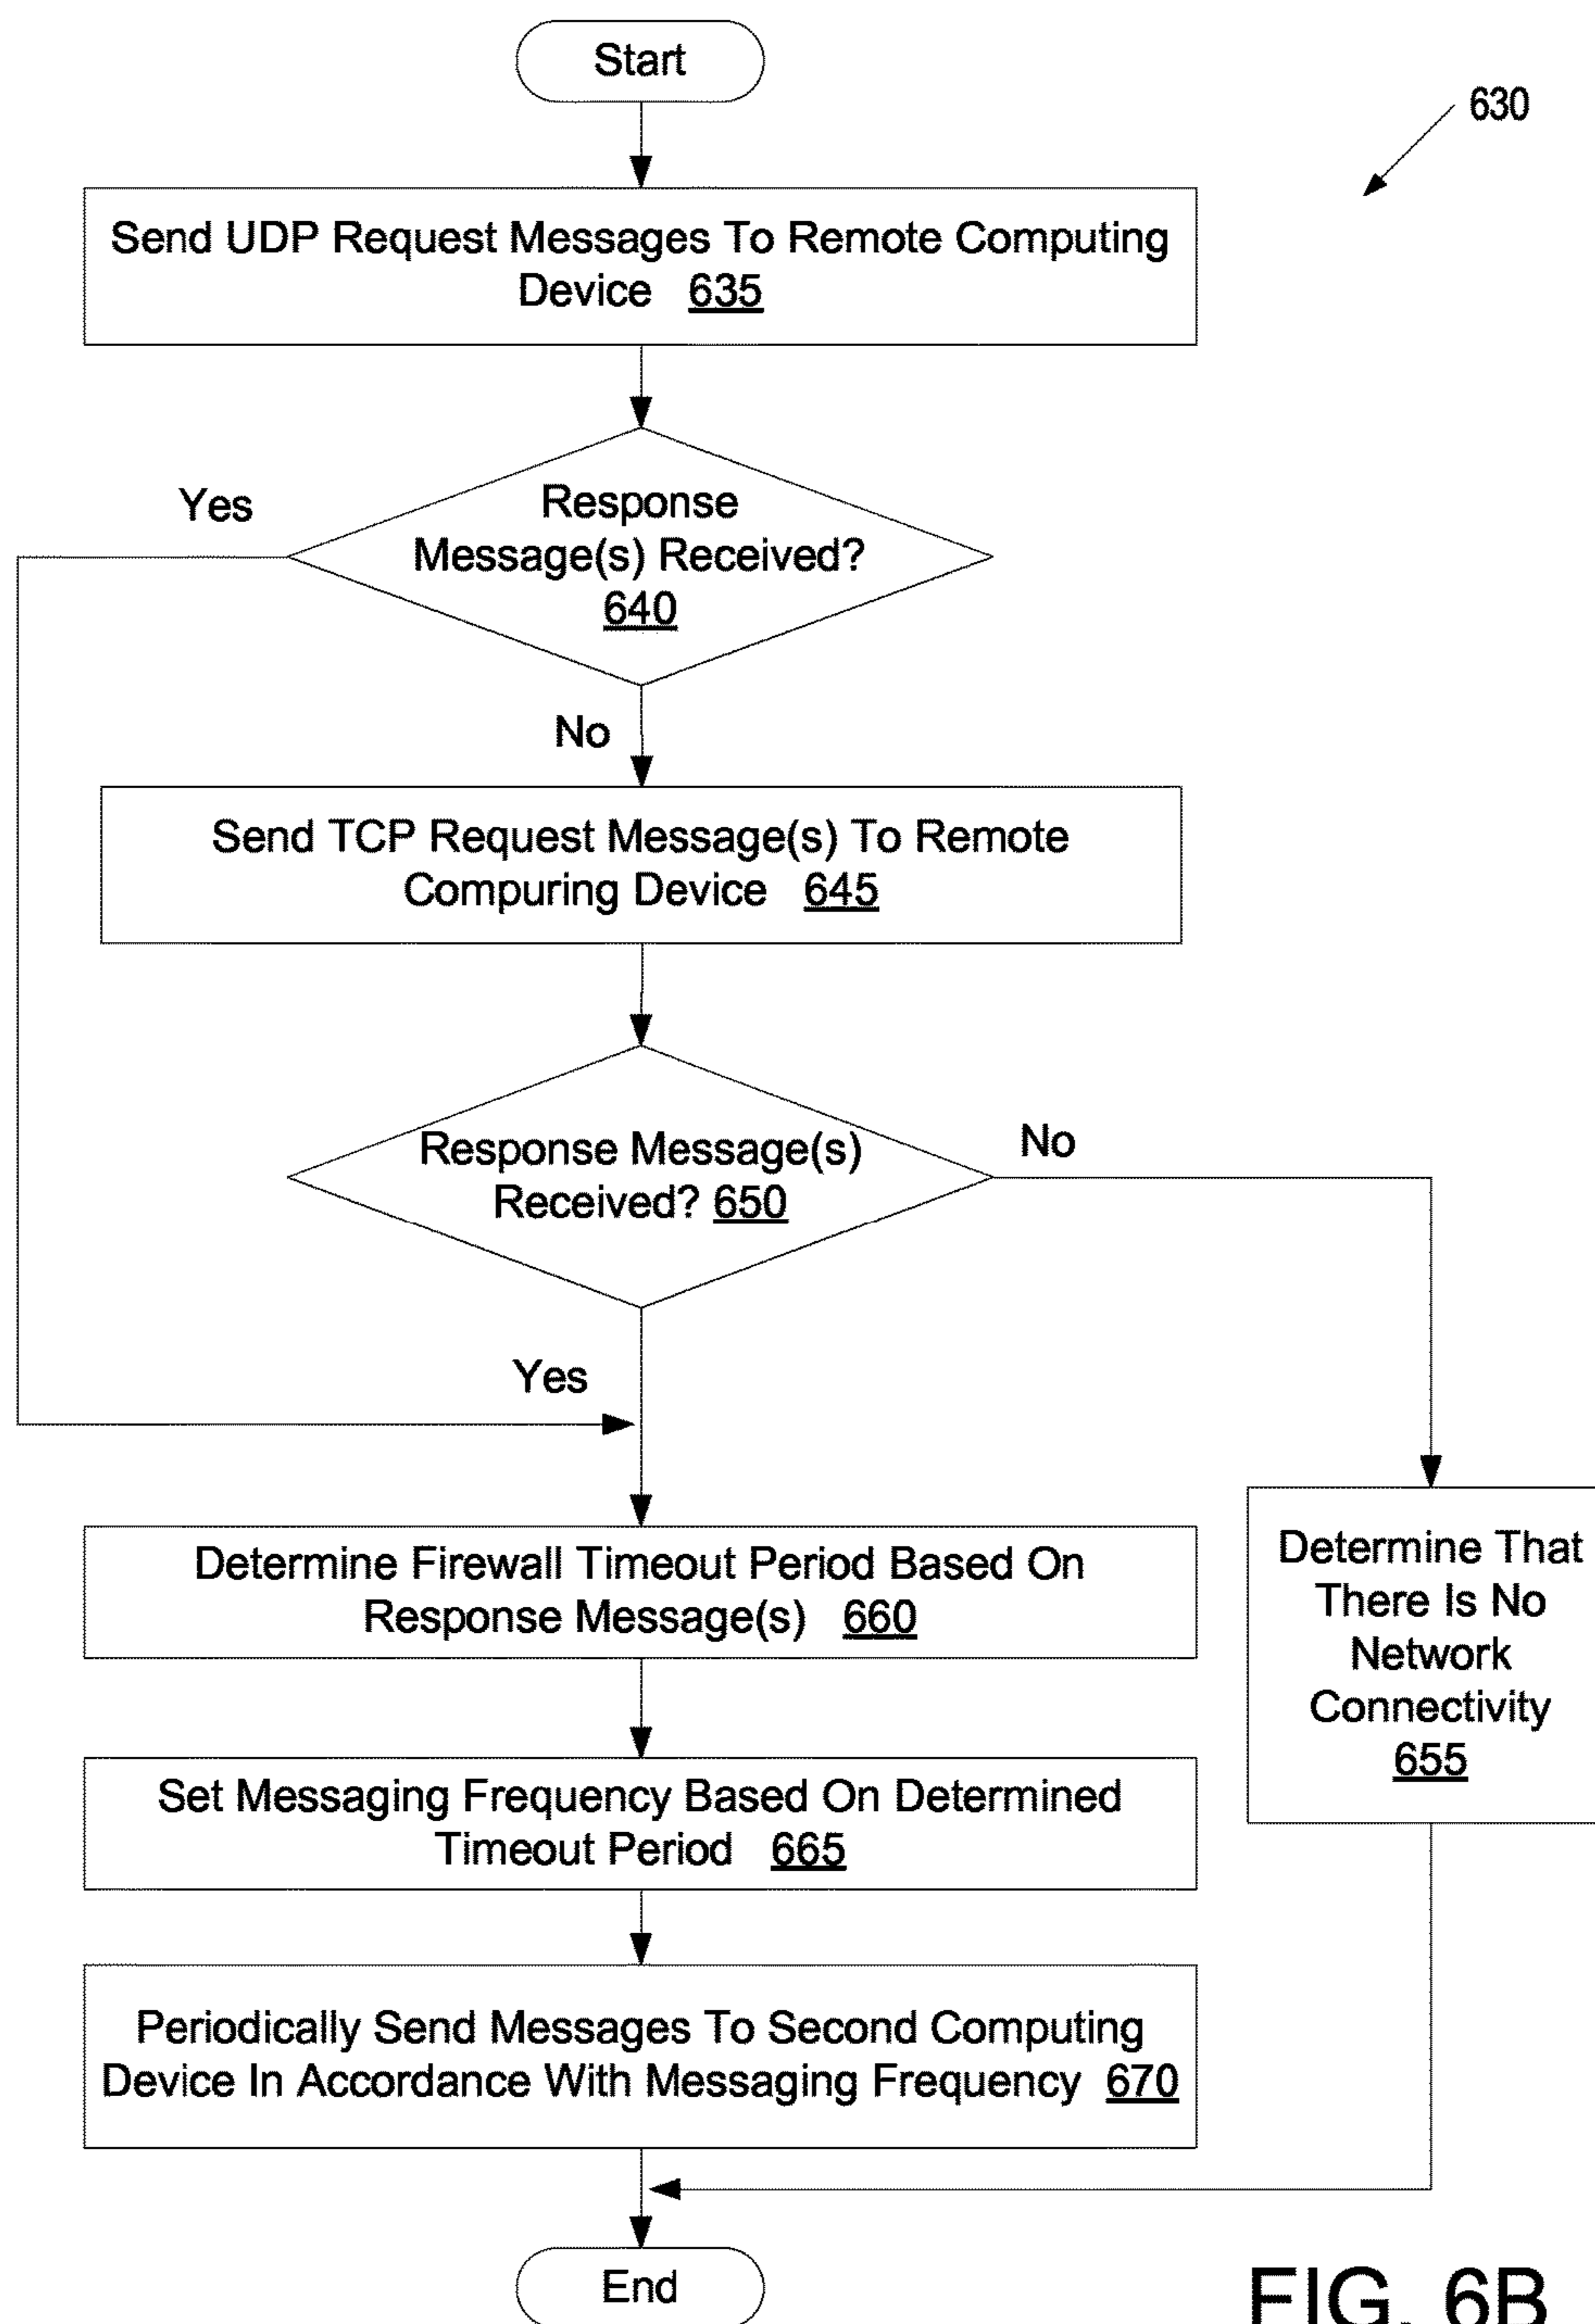 Start
630
Send UDP Request Messages To Remote Computing
Device 635
Yes
Response
Message(s) Received?
640
No
Send TCP Request Message(s) To Remote
Compuring Device 645
Response Message(s)
Received? 650
No
Yes
Determine Firewall Timeout Period Based On
Response Message(s) 660
Determine That
There Is No
Network
Connectivity
655
Set Messaging Frequency Based On Determined
Timeout Period 665
Periodically Send Messages To Second Computing
Device In Accordance With Messaging Frequency 670
End
FIG. 6B